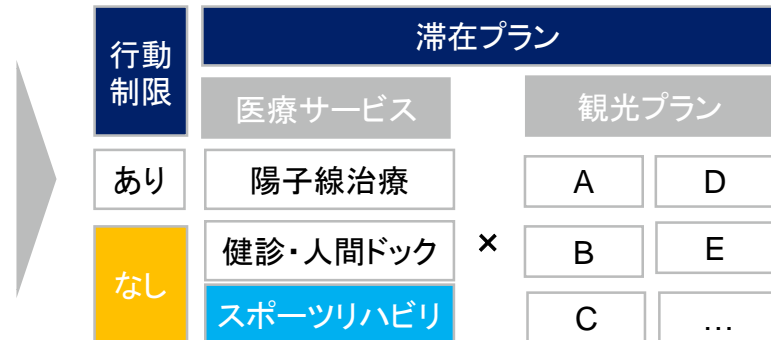 行動
制限
滞在プラン
医療サービス
観光プラン
あり
陽子線治療
A
D
なし
健診・人間ドック
×
B
E
スポーツリハビリ
C
…